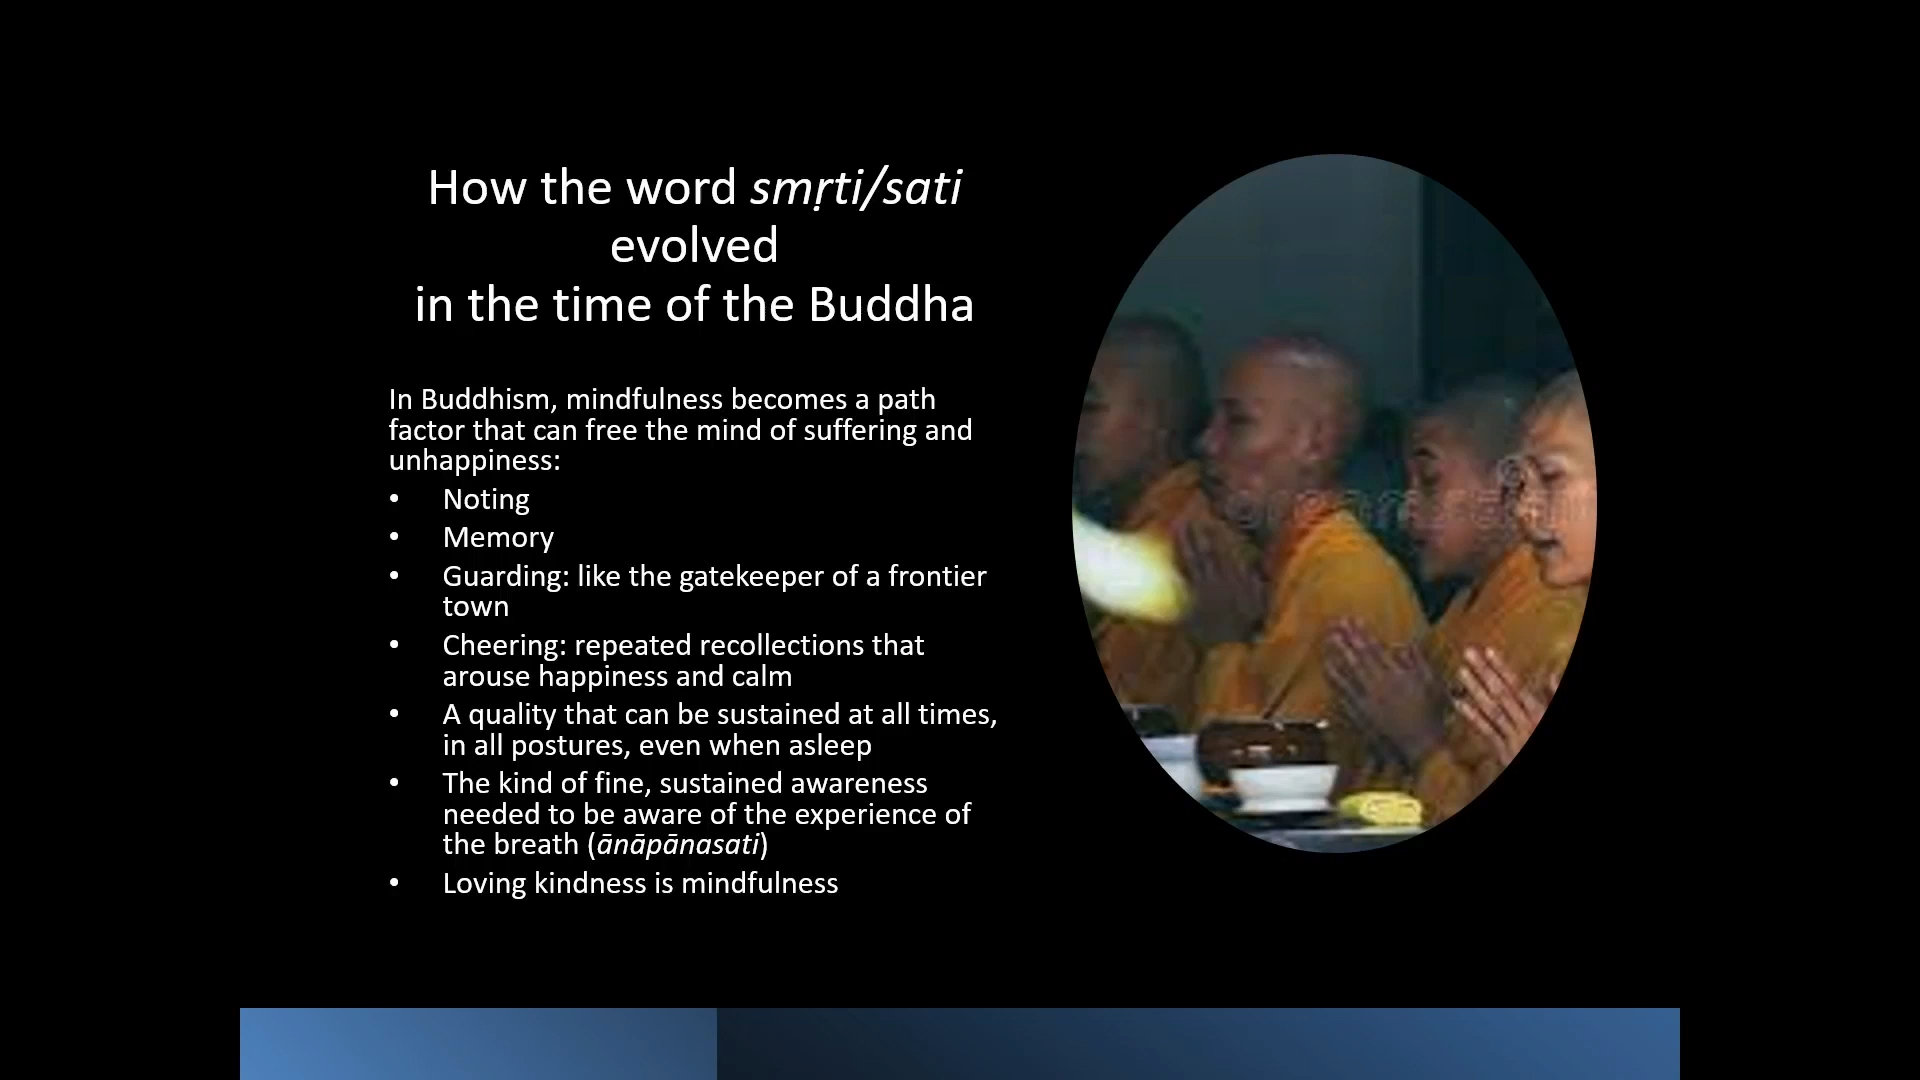 How the word smṛti/sati
evolved
in the time of the Buddha
In Buddhism, mindfulness becomes a path
factor that can free the mind of suffering and
unhappiness:
• Noting
• Memory
• Guarding: like the gatekeeper of a frontier
town
• Cheering: repeated recollections that
arouse happiness and calm
• A quality that can be sustained at all times,
in all postures, even when asleep
• The kind of fine, sustained awareness
needed to be aware of the experience of
the breath (ānāpānasati)
• Loving kindness is mindfulness